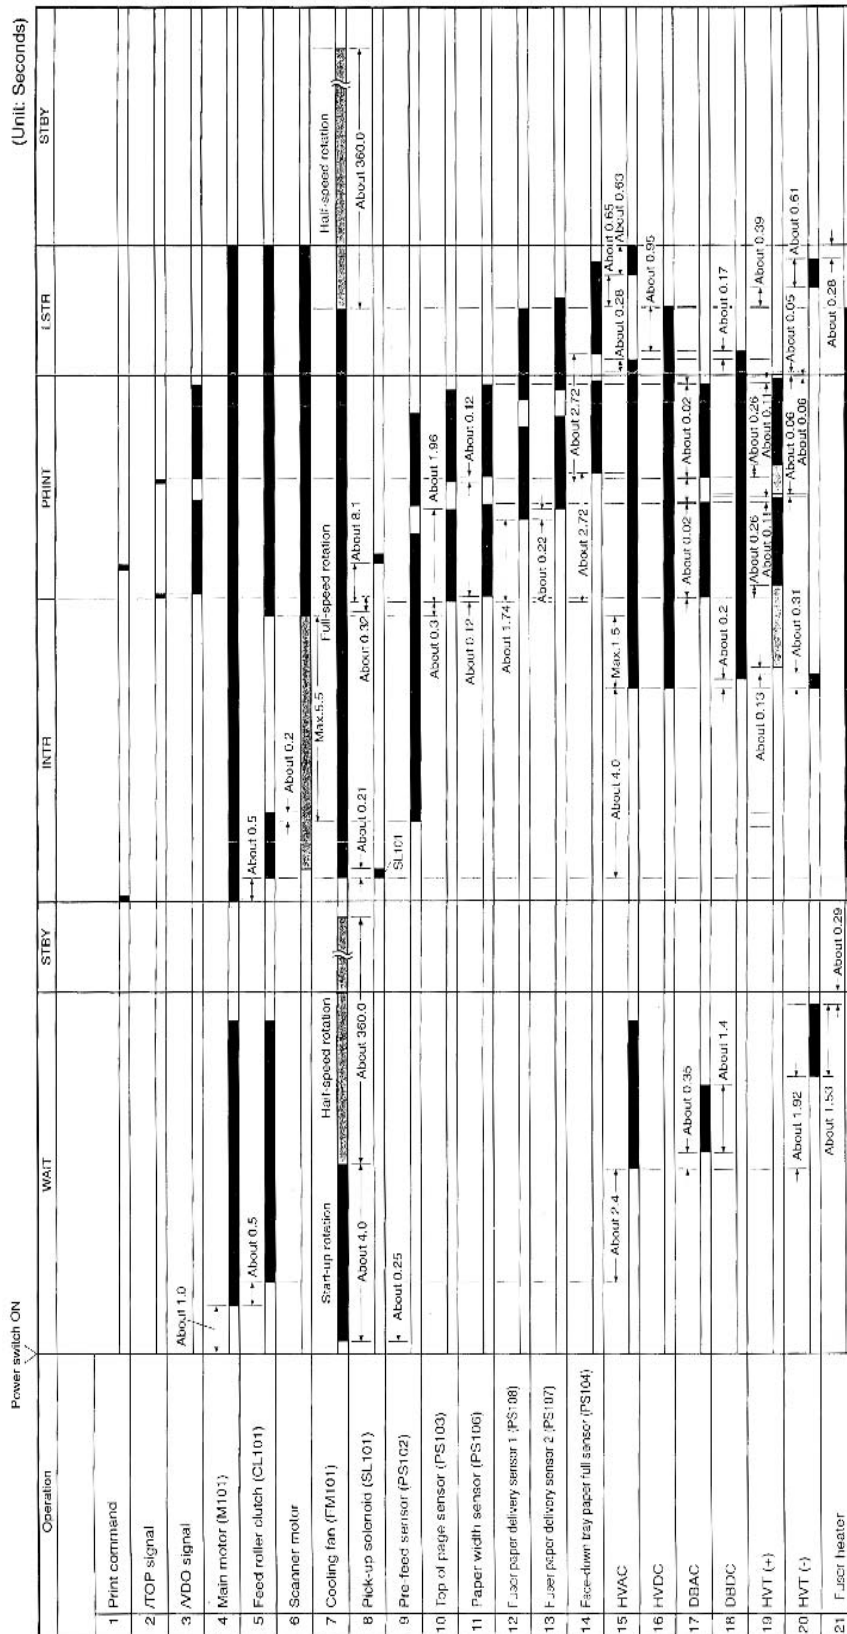 (Unit: Seconds)
Power switch ON
Operation WAIT STBY INTR PRINT LSTR STBY
1 Print command
2 /TOP signal
3 /VDO signal
About 1.0
4 Main motor (M101)
About 0.5 About 0.5
5 Feed roller clutch (CL101)
About 0.2
6 Scanner motor
Max.5.5
Start-up rotation Half-speed rotation Full-speed rotation Half-speed rotation
7 Cooling fan (FM101)
About 4.0 About 360.0 About 0.21 About 0.32 About 8.1 About 360.0
8 Pick-up solenoid (SL101)
About 0.25 SL101
9 Pre-feed sensor (PS102)
About 0.3 About 1.96
10 Top of page sensor (PS103)
About 0.12 About 0.12
11 Paper width sensor (PS106)
About 1.74
12 Fuser paper delivery sensor 1 (PS108)
About 0.22
13 Fuser paper delivery sensor 2 (PS107)
About 2.72 About 2.72
14 Face-down tray paper full sensor (PS104)
About 2.4 About 4.0 Max.1.5 About 0.28 About 0.65 About 0.63
15 HVAC
About 0.95
16 HVDC
About 0.35 About 0.02 About 0.02
17 DBAC
About 1.4 About 0.2 About 0.17
18 DBDC
About 0.13 About 0.26 About 0.11 About 0.26 About 0.11 About 0.39
19 HVT (+)
About 1.92 About 0.31 About 0.06 About 0.06 About 0.05 About 0.61
20 HVT (-)
About 1.53 About 0.29 About 0.28
21 Fuser heater